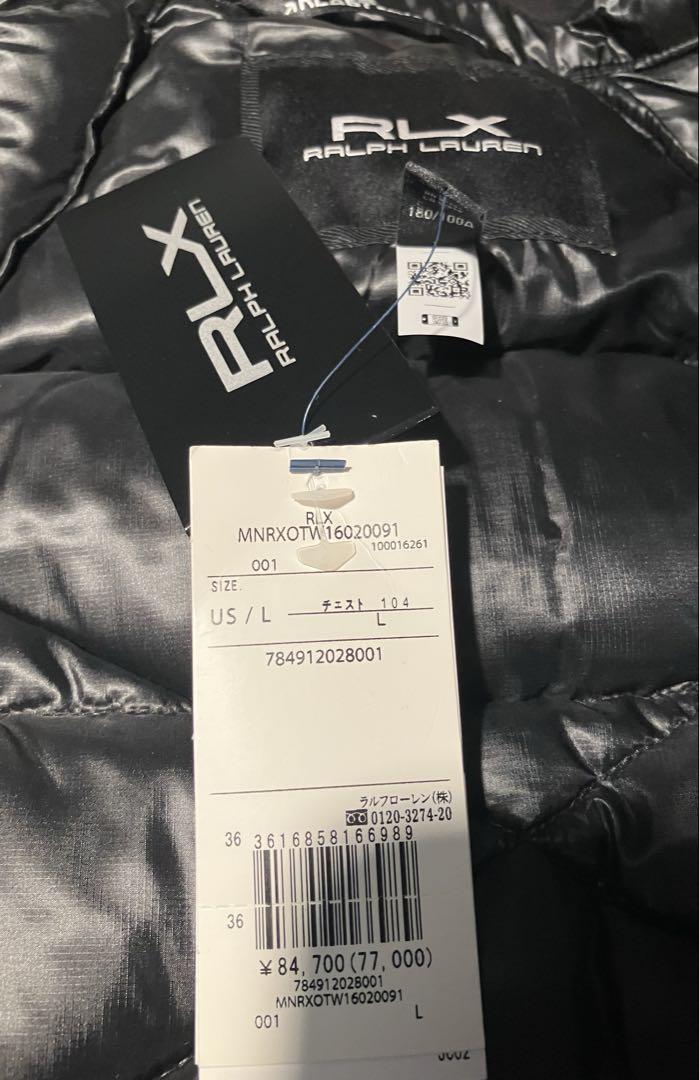 RLX
RALPH LAUREN
180/100A
RLX
RALPH LAUREN
RLX
MNRXOTW16020091
100016261
001
SIZE.
US / L
チェスト 104
L
784912028001
ラルフローレン(株)
0120-3274-20
36
3616858166989
36
¥84,700(77,000)
784912028001
MNRXOTW16020091
001
L